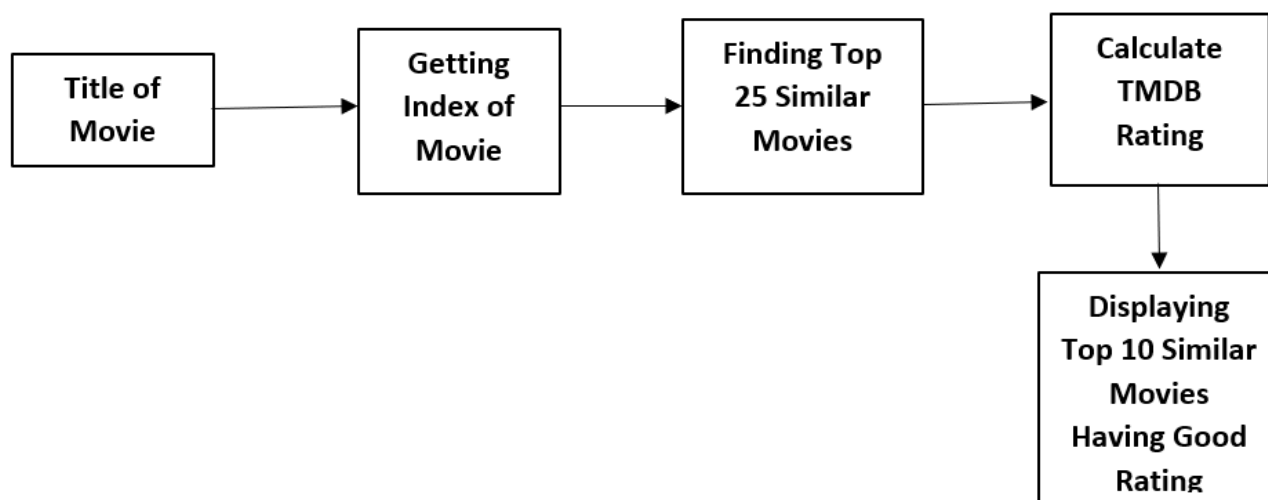 Title of
Movie
Getting
Index of
Movie
Finding Top
25 Similar
Movies
Calculate
TMDB
Rating
Displaying
Top 10 Similar
Movies
Having Good
Rating